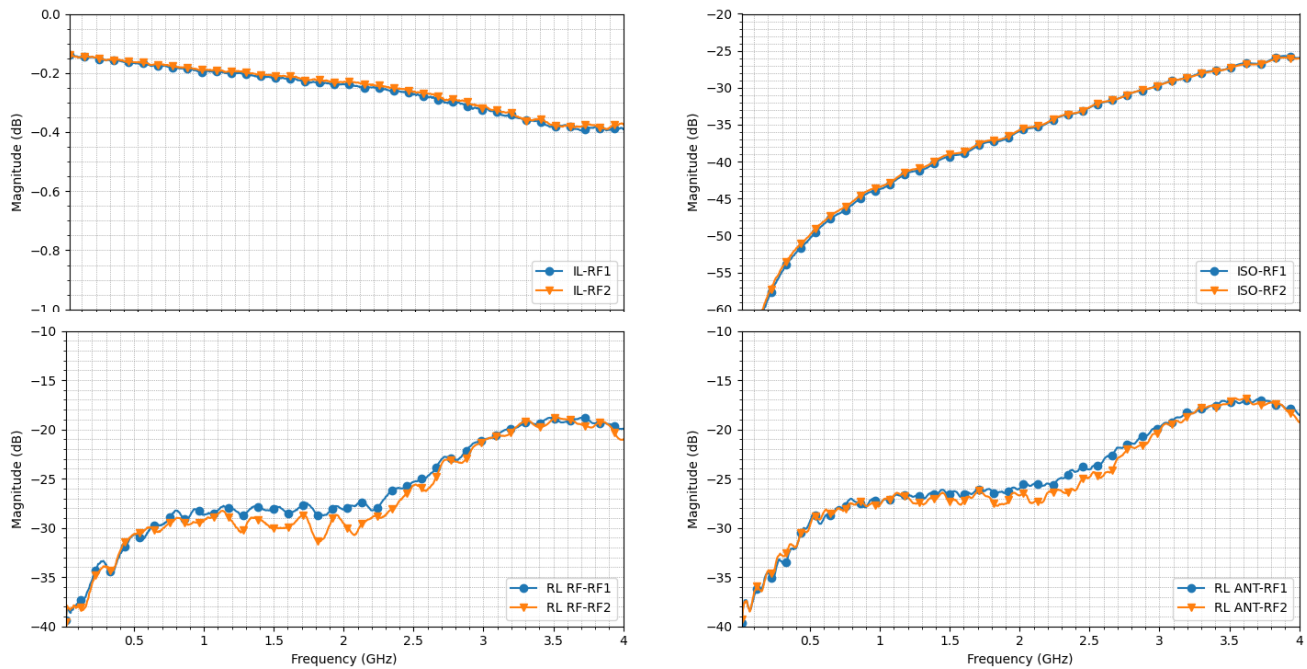 0.0
−0.2
−0.4
−0.6
−0.8
−1.0
Magnitude (dB)
IL-RF1
IL-RF2
−20
−25
−30
−35
−40
−45
−50
−55
−60
Magnitude (dB)
ISO-RF1
ISO-RF2
−10
−15
−20
−25
−30
−35
−40
Magnitude (dB)
RL RF-RF1
RL RF-RF2
0.5 1 1.5 2 2.5 3 3.5 4
Frequency (GHz)
−10
−15
−20
−25
−30
−35
−40
Magnitude (dB)
RL ANT-RF1
RL ANT-RF2
0.5 1 1.5 2 2.5 3 3.5 4
Frequency (GHz)